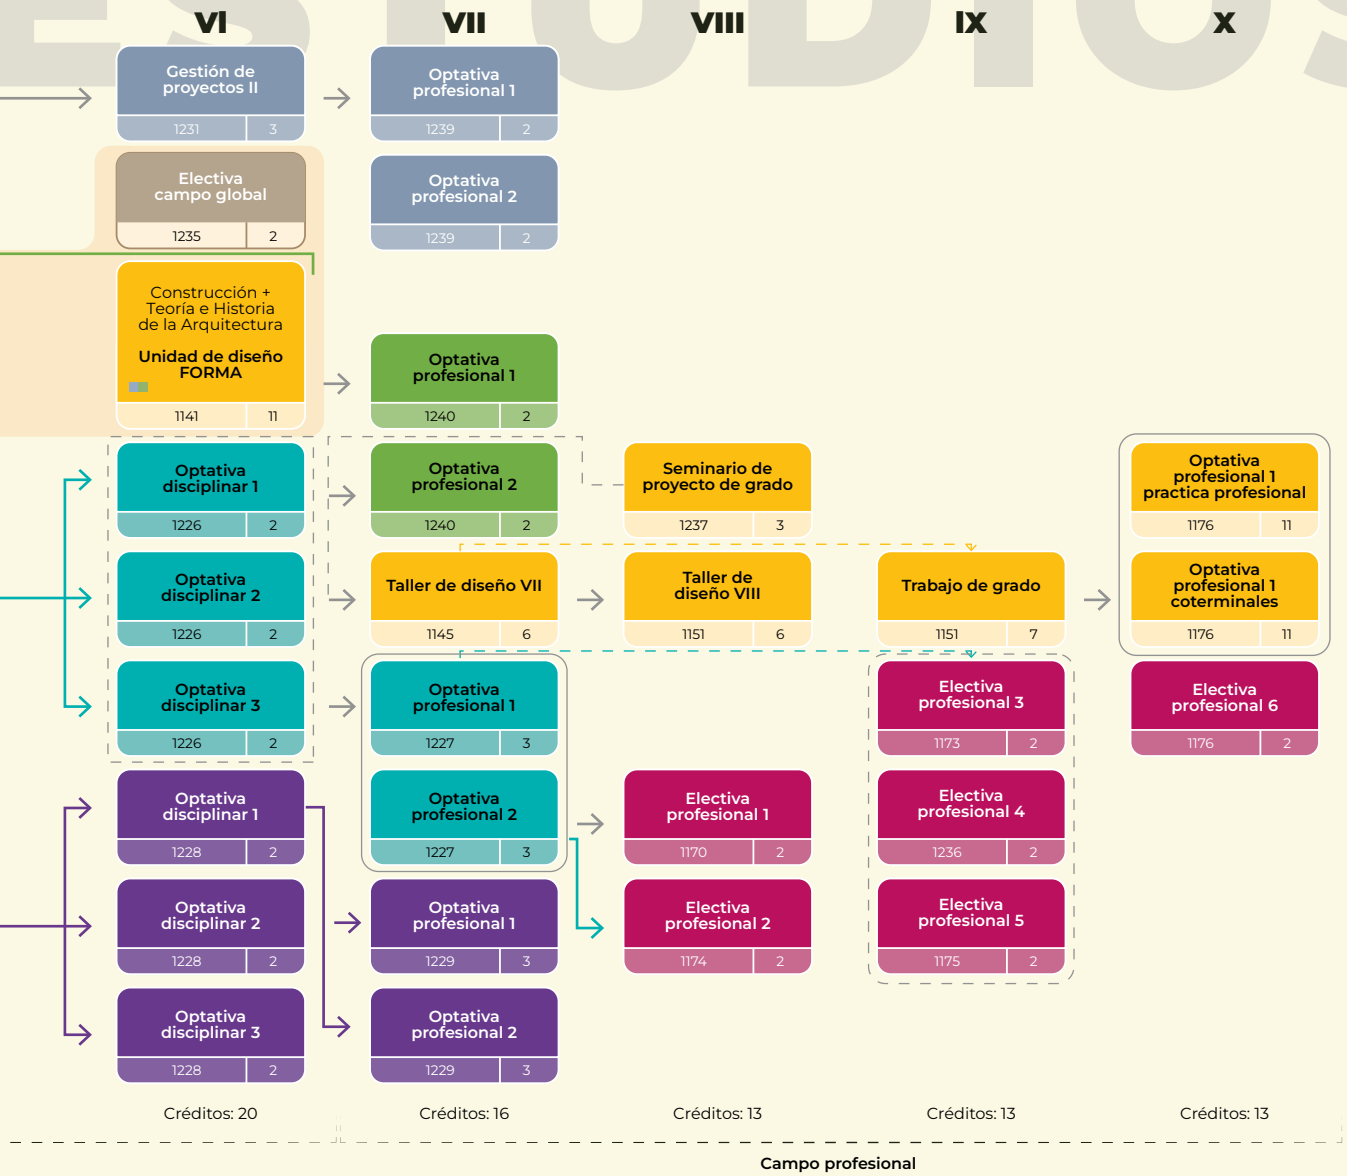 ESTUDIOS
VI
VII
VIII
IX
X
Gestión de
proyectos II
1231
3
Electiva
campo global
1235
2
Construcción +
Teoría e Historia
de la Arquitectura
Unidad de diseño
FORMA
1141
11
Optativa
disciplinar 1
1226
2
Optativa
disciplinar 2
1226
2
Optativa
disciplinar 3
1226
2
Optativa
disciplinar 1
1228
2
Optativa
disciplinar 2
1228
2
Optativa
disciplinar 3
1228
2
Créditos: 20
Optativa
profesional 1
1239
2
Optativa
profesional 2
1239
2
Optativa
profesional 1
1240
2
Optativa
profesional 2
1240
2
Taller de diseño VII
1145
6
Optativa
profesional 1
1227
3
Optativa
profesional 2
1227
3
Optativa
profesional 1
1229
3
Optativa
profesional 2
1229
3
Créditos: 16
Seminario de
proyecto de grado
1237
3
Taller de
diseño VIII
1151
6
Electiva
profesional 1
1170
2
Electiva
profesional 2
1174
2
Créditos: 13
Trabajo de grado
1151
7
Electiva
profesional 3
1173
2
Electiva
profesional 4
1236
2
Electiva
profesional 5
1175
2
Créditos: 13
Optativa
profesional 1
practica profesional
1176
11
Optativa
profesional 1
coterminales
1176
11
Electiva
profesional 6
1176
2
Créditos: 13
Campo profesional